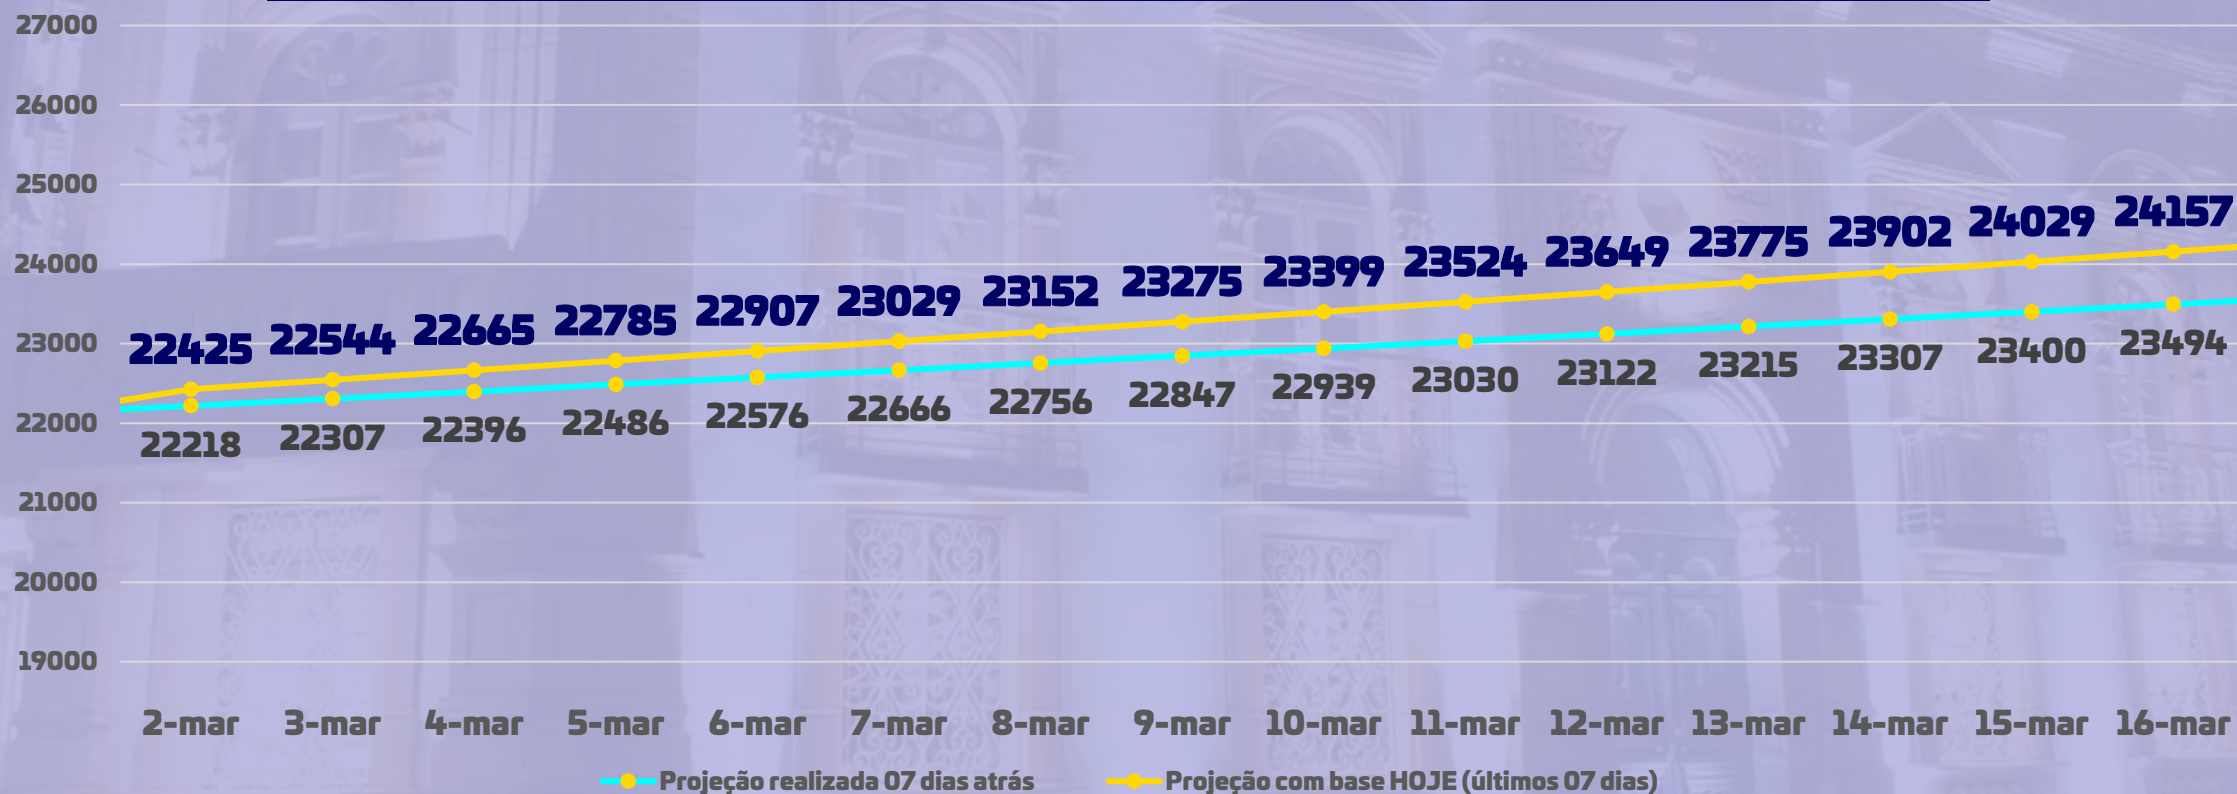 27000
26000
25000
24000
23000
22000
21000
20000
19000
22425 22544 22665 22785 22907 23029 23152 23275 23399 23524 23649 23775 23902 24029 24157
22218 22307 22396 22486 22576 22666 22756 22847 22939 23030 23122 23215 23307 23400 23494
2-mar 3-mar 4-mar 5-mar 6-mar 7-mar 8-mar 9-mar 10-mar 11-mar 12-mar 13-mar 14-mar 15-mar 16-mar
Projeção realizada 07 dias atrás Projeção com base HOJE (últimos 07 dias)